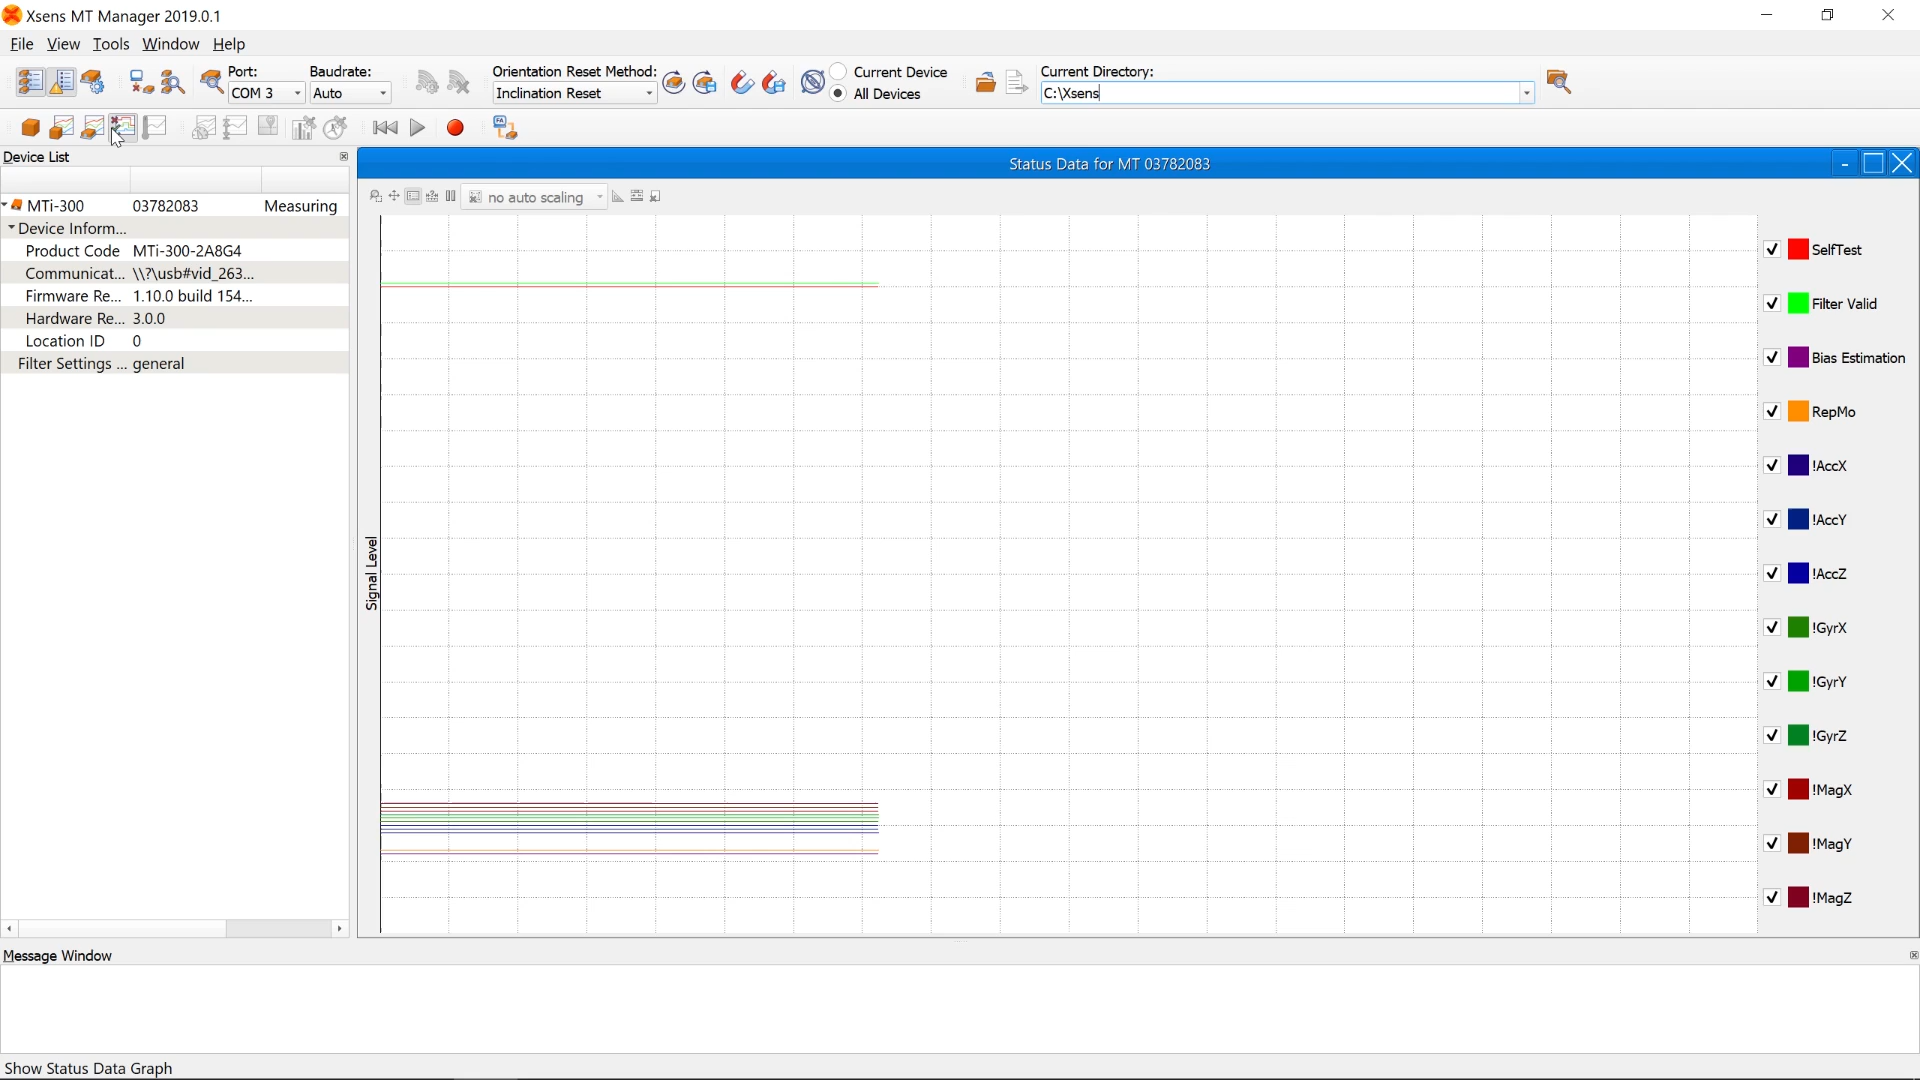 Xsens MT Manager 2019.0.1
File View Tools Window Help
Port: Baudrate: Orientation Reset Method: Current Device Current Directory:
COM 3 Auto Inclination Reset All Devices C:\Xsens
Device List
Status Data for MT 03782083
no auto scaling
MTi-300 03782083 Measuring
Device Inform...
Product Code MTi-300-2A8G4
Communicat... \\?\usb#vid_263...
Firmware Re... 1.10.0 build 154...
Hardware Re... 3.0.0
Location ID 0
Filter Settings ... general
Signal Level
SelfTest
Filter Valid
Bias Estimation
RepMo
!AccX
!AccY
!AccZ
!GyrX
!GyrY
!GyrZ
!MagX
!MagY
!MagZ
Message Window
Show Status Data Graph